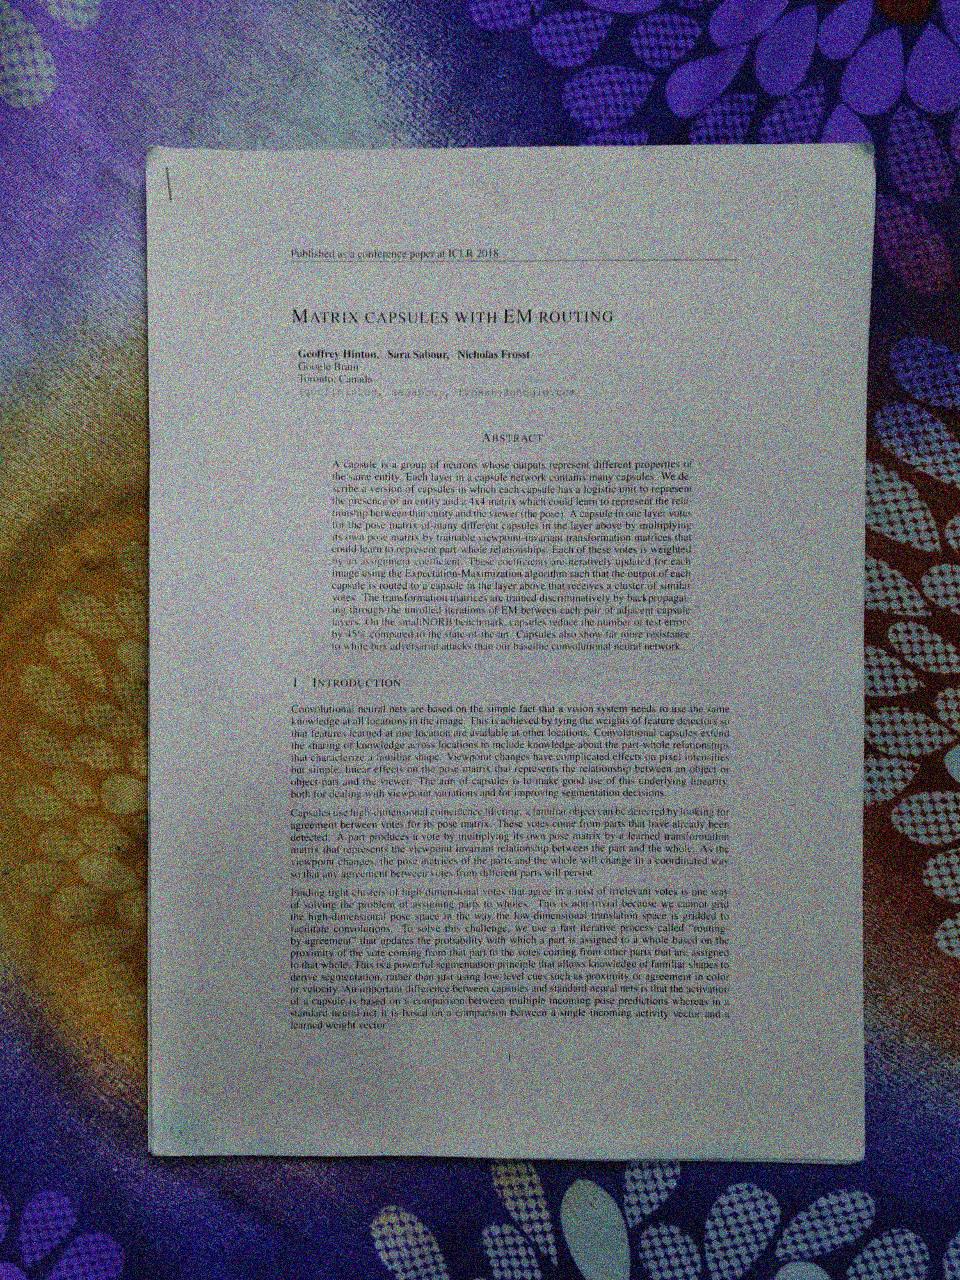 Published as a conference paper at ICLR 2018
MATRIX CAPSULES WITH EM ROUTING
Geoffrey Hinton, Sara Sabour, Nicholas Frosst
Google Brain
Toronto, Canada
ABSTRACT
A capsule is a group of neurons whose outputs represent different properties of
the same entity. Each layer in a capsule network contains many capsules. We de-
scribe a version of capsules in which each capsule has a logistic unit to represent
the presence of an entity and a 4x4 matrix which could learn to represent the rela-
tionship between that entity and the viewer (the pose). A capsule in one layer votes
for the pose matrix of many different capsules in the layer above by multiplying
its own pose matrix by trainable viewpoint-invariant transformation matrices that
could learn to represent part-whole relationships. Each of these votes is weighted
by an assignment coefficient. These coefficients are iteratively updated for each
image using the Expectation-Maximization algorithm such that the output of each
capsule is routed to a capsule in the layer above that receives a cluster of similar
votes. The transformation matrices are trained discriminatively by backpropagat-
ing through the unrolled iterations of EM between each pair of adjacent capsule
layers. On the smallNORB benchmark, capsules reduce the number of test errors
by 45% compared to the state-of-the-art. Capsules also show far more resistance
to white box adversarial attacks than our baseline convolutional neural network.
1 INTRODUCTION
Convolutional neural nets are based on the simple fact that a vision system needs to use the same
knowledge at all locations in the image. This is achieved by tying the weights of feature detectors so
that features learned at one location are available at other locations. Convolutional capsules extend
the sharing of knowledge across locations to include knowledge about the part-whole relationships
that characterize a familiar shape. Viewpoint changes have complicated effects on pixel intensities
but simple, linear effects on the pose matrix that represents the relationship between an object or
object-part and the viewer. The aim of capsules is to make good use of this underlying linearity,
both for dealing with viewpoint variations and for improving segmentation decisions.
Capsules use high-dimensional coincidence filtering: a familiar object can be detected by looking for
agreement between votes for its pose matrix. These votes come from parts that have already been
detected. A part produces a vote by multiplying its own pose matrix by a learned transformation
matrix that represents the viewpoint invariant relationship between the part and the whole. As the
viewpoint changes, the pose matrices of the parts and the whole will change in a coordinated way
so that any agreement between votes from different parts will persist.
Finding tight clusters of high-dimensional votes that agree in a mist of irrelevant votes is one way
of solving the problem of assigning parts to wholes. This is non-trivial because we cannot grid
the high-dimensional pose space in the way the low-dimensional translation space is gridded to
facilitate convolutions. To solve this challenge, we use a fast iterative process called "routing-
by-agreement" that updates the probability with which a part is assigned to a whole based on the
proximity of the vote coming from that part to the votes coming from other parts that are assigned
to that whole. This is a powerful segmentation principle that allows knowledge of familiar shapes to
derive segmentation, rather than just using low-level cues such as proximity or agreement in color
or velocity. An important difference between capsules and standard neural nets is that the activation
of a capsule is based on a comparison between multiple incoming pose predictions whereas in a
standard neural net it is based on a comparison between a single incoming activity vector and a
learned weight vector.
1